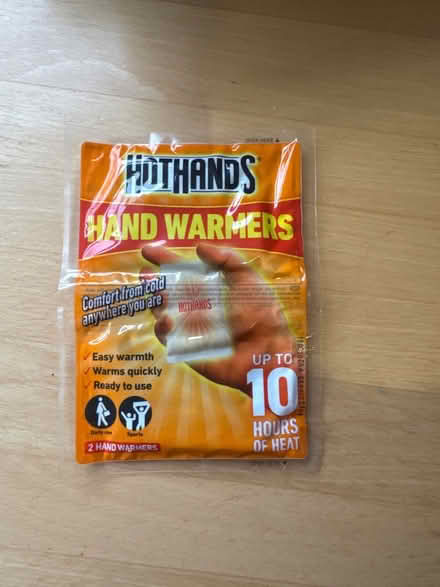 HOTHANDS
HAND WARMERS
Comfort from cold
anywhere you are
HOTHANDS
✓ Easy warmth
✓ Warms quickly
✓ Ready to use
UP TO
10
HOURS
OF HEAT
Sports
2 HAND WARMERS